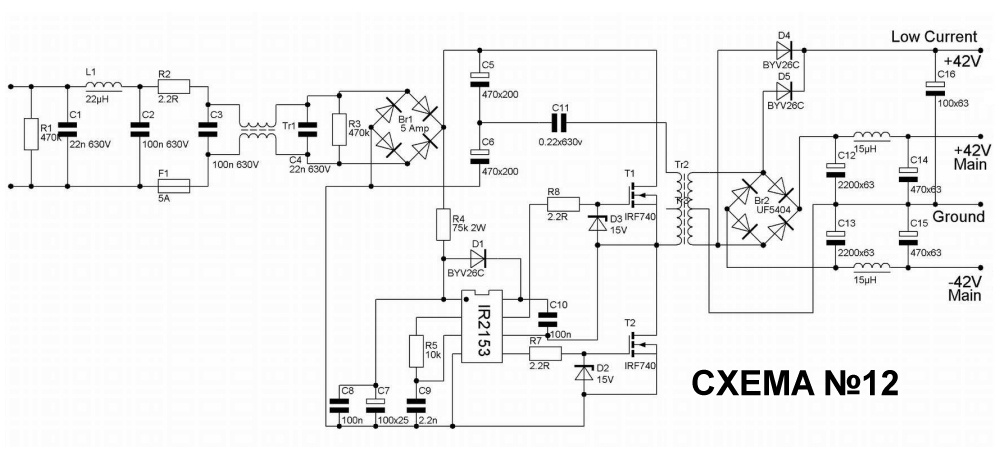 L1
22µH
R2
2.2R
R1
470k
C1
22n 630V
C2
100n 630V
C3
100n 630V
F1
5A
Tr1
C4
22n 630V
R3
470k
Br1
5 Amp
C5
470x200
C6
470x200
C11
0.22x630v
R4
75k 2W
D1
BYV26C
IR2153
R5
10k
C8
100n
C7
100x25
C9
2.2n
C10
100n
R8
2.2R
R7
2.2R
D3
15V
D2
15V
T1
IRF740
T2
IRF740
Tr2
Br2
UF5404
D4
BYV26C
D5
BYV26C
Low Current
+42V
C16
100x63
15µH
+42V
Main
C12
2200x63
C14
470x63
Ground
C13
2200x63
C15
470x63
15µH
-42V
Main
СХЕМА №12